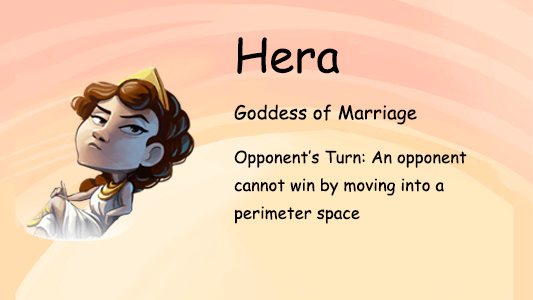 Hera
Goddess of Marriage
Opponent's Turn: An opponent
cannot win by moving into a
perimeter space